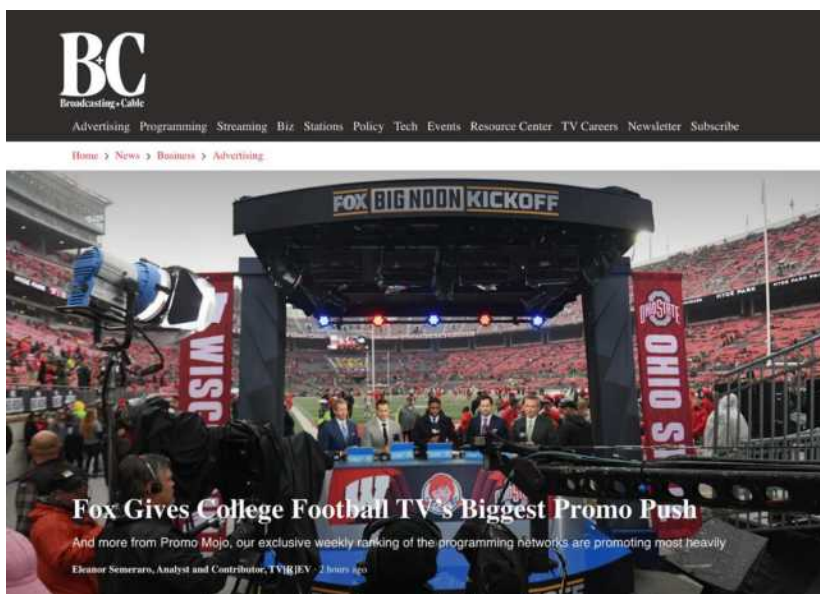 B+C
Broadcasting+Cable
Advertising Programming Streaming Biz Stations Policy Tech Events Resource Center TV Careers Newsletter Subscribe
Home > News > Business > Advertising
FOX BIG NOON KICKOFF
WISC
OHIO STATE
OHIO S
Fox Gives College Football TV's Biggest Promo Push
And more from Promo Mojo, our exclusive weekly ranking of the programming networks are promoting most heavily
Eleanor Semeraro, Analyst and Contributor, TV[R]EV · 2 hours ago